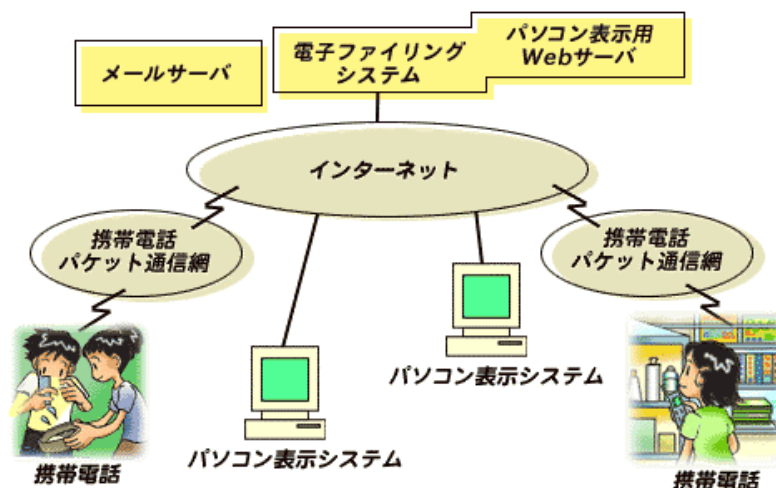 メールサーバ
電子ファイリング
システム
パソコン表示用
Webサーバ
インターネット
携帯電話
パケット通信網
携帯電話
パケット通信網
パソコン表示システム
パソコン表示システム
携帯電話
携帯電話